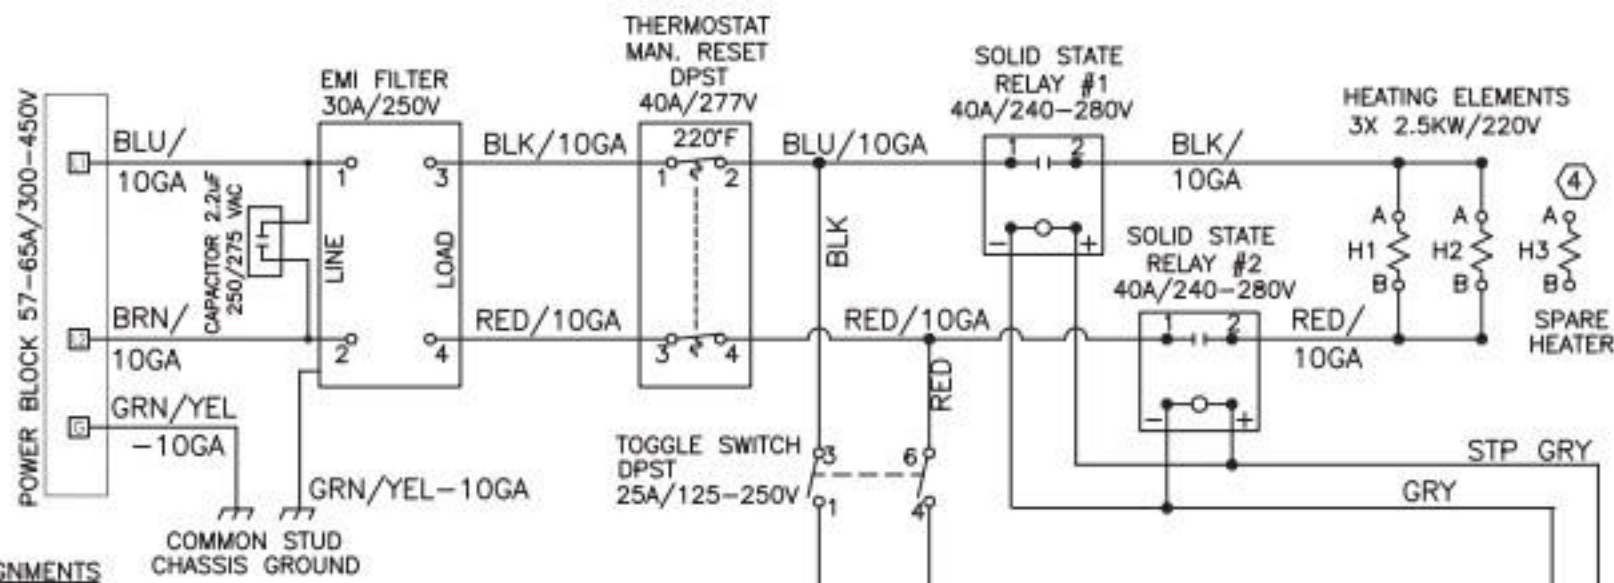 POWER BLOCK 57-65A/300-450V
L1
BLU/
10GA
L2
BRN/
10GA
G
GRN/YEL
-10GA
CAPACITOR 2.2uF
250/275 VAC
EMI FILTER
30A/250V
1
3
LINE
LOAD
2
4
GRN/YEL-10GA
COMMON STUD
CHASSIS GROUND
GNMENTS
BLK/10GA
RED/10GA
THERMOSTAT
MAN. RESET
DPST
40A/277V
220°F
1
2
3
4
BLU/10GA
BLK
RED/10GA
RED
TOGGLE SWITCH
DPST
25A/125-250V
3
6
1
4
SOLID STATE
RELAY #1
40A/240-280V
1 2
- +
BLK/
10GA
SOLID STATE
RELAY #2
40A/240-280V
1 2
- +
RED/
10GA
HEATING ELEMENTS
3X 2.5KW/220V
4
A A A
H1 H2 H3
B B B
SPARE
HEATER
STP GRY
GRY